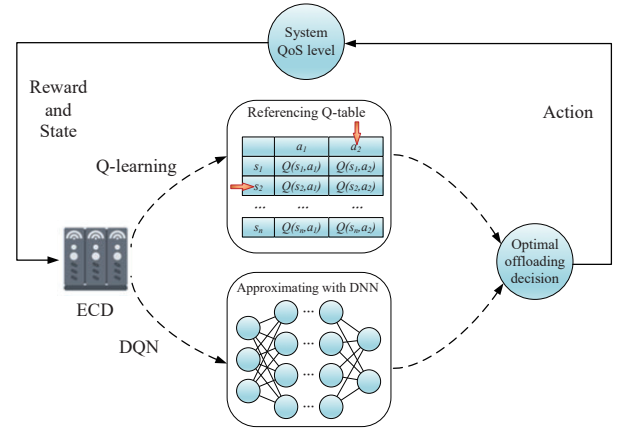 System
QoS level
Reward
and
State
Action
Referencing Q-table
a1 a2
Q-learning
s1 Q(s1,a1) Q(s1,a2)
s2 Q(s2,a1) Q(s2,a2)
... ... ...
sn Q(sn,a1) Q(sn,a2)
Optimal
offloading
decision
ECD
Approximating with DNN
DQN
...
...
...
...